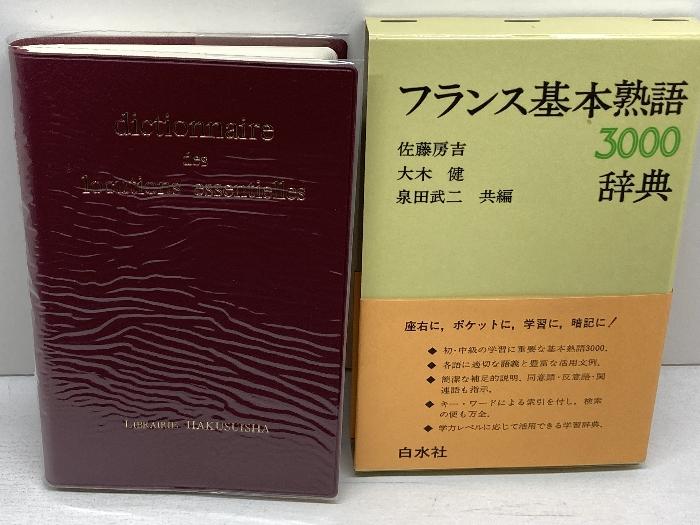 dictionnaire
des
locutions essentielles
LIBRAIRIE HAKUSUISHA
フランス基本熟語
3000
辞典
佐藤房吉
大木 健
泉田武二 共編
座右に，ポケットに，学習に，暗記に！
◆ 初・中級の学習に重要な基本熟語3000。
◆ 各語に適切な語義と豊富な活用文例。
◆ 簡潔な補足的説明、同意語・反意語・関
連語も指示。
◆ キー・ワードによる索引を付し，検索
の便も万全。
◆ 学力レベルに応じて活用できる学習辞典。
白水社